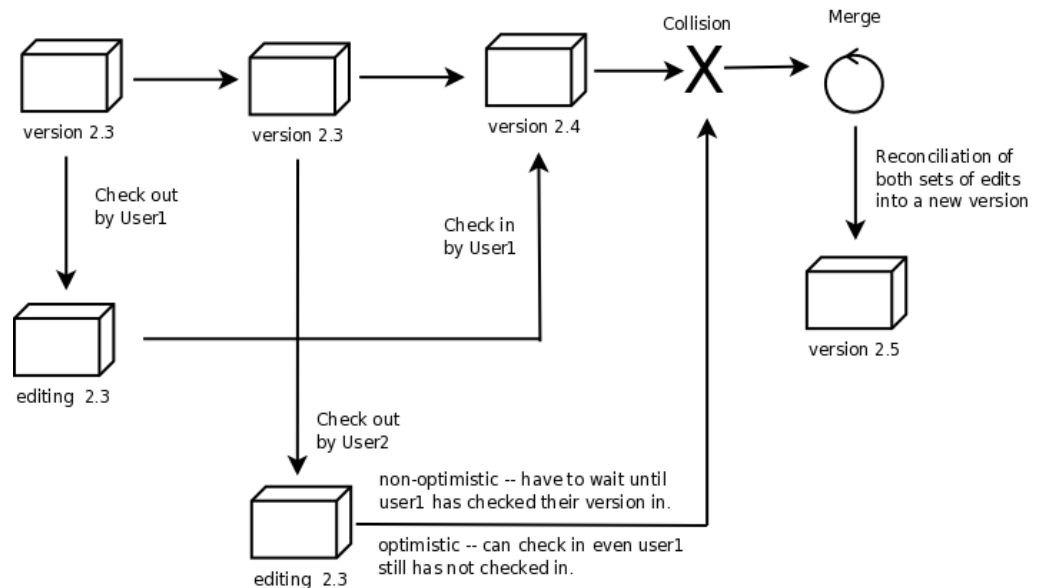 Collision
Merge
version 2.3
version 2.3
version 2.4
Check out
by User1
Check in
by User1
Reconciliation of
both sets of edits
into a new version
version 2.5
editing 2.3
Check out
by User2
non-optimistic -- have to wait until
user1 has checked their version in.
optimistic -- can check in even user1
still has not checked in.
editing 2.3